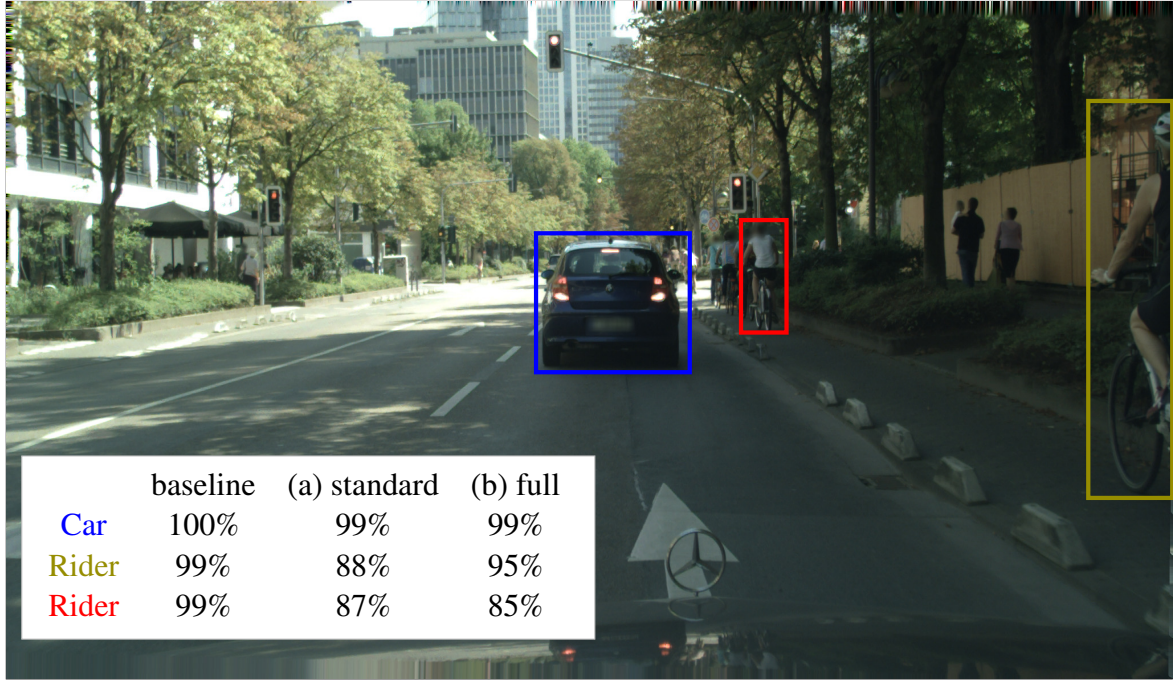 baseline (a) standard (b) full
Car 100% 99% 99%
Rider 99% 88% 95%
Rider 99% 87% 85%